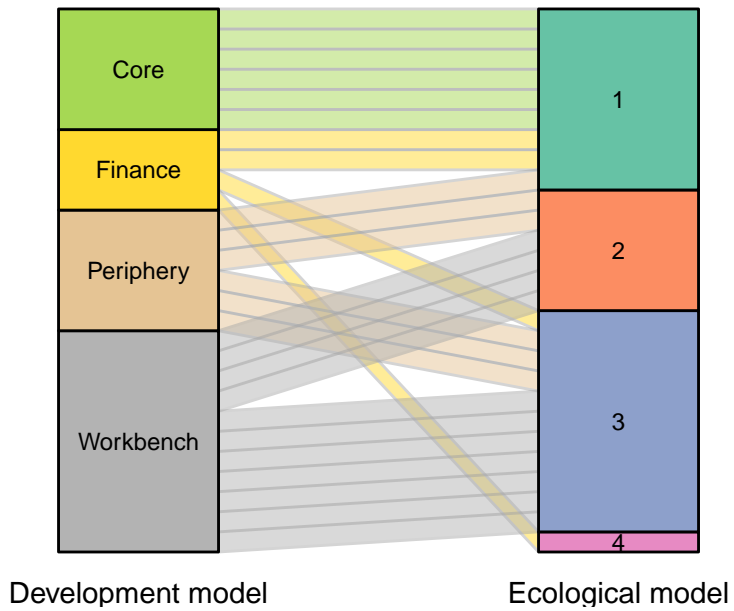 Core
Finance
Periphery
Workbench
1
2
3
4
Development model
Ecological model